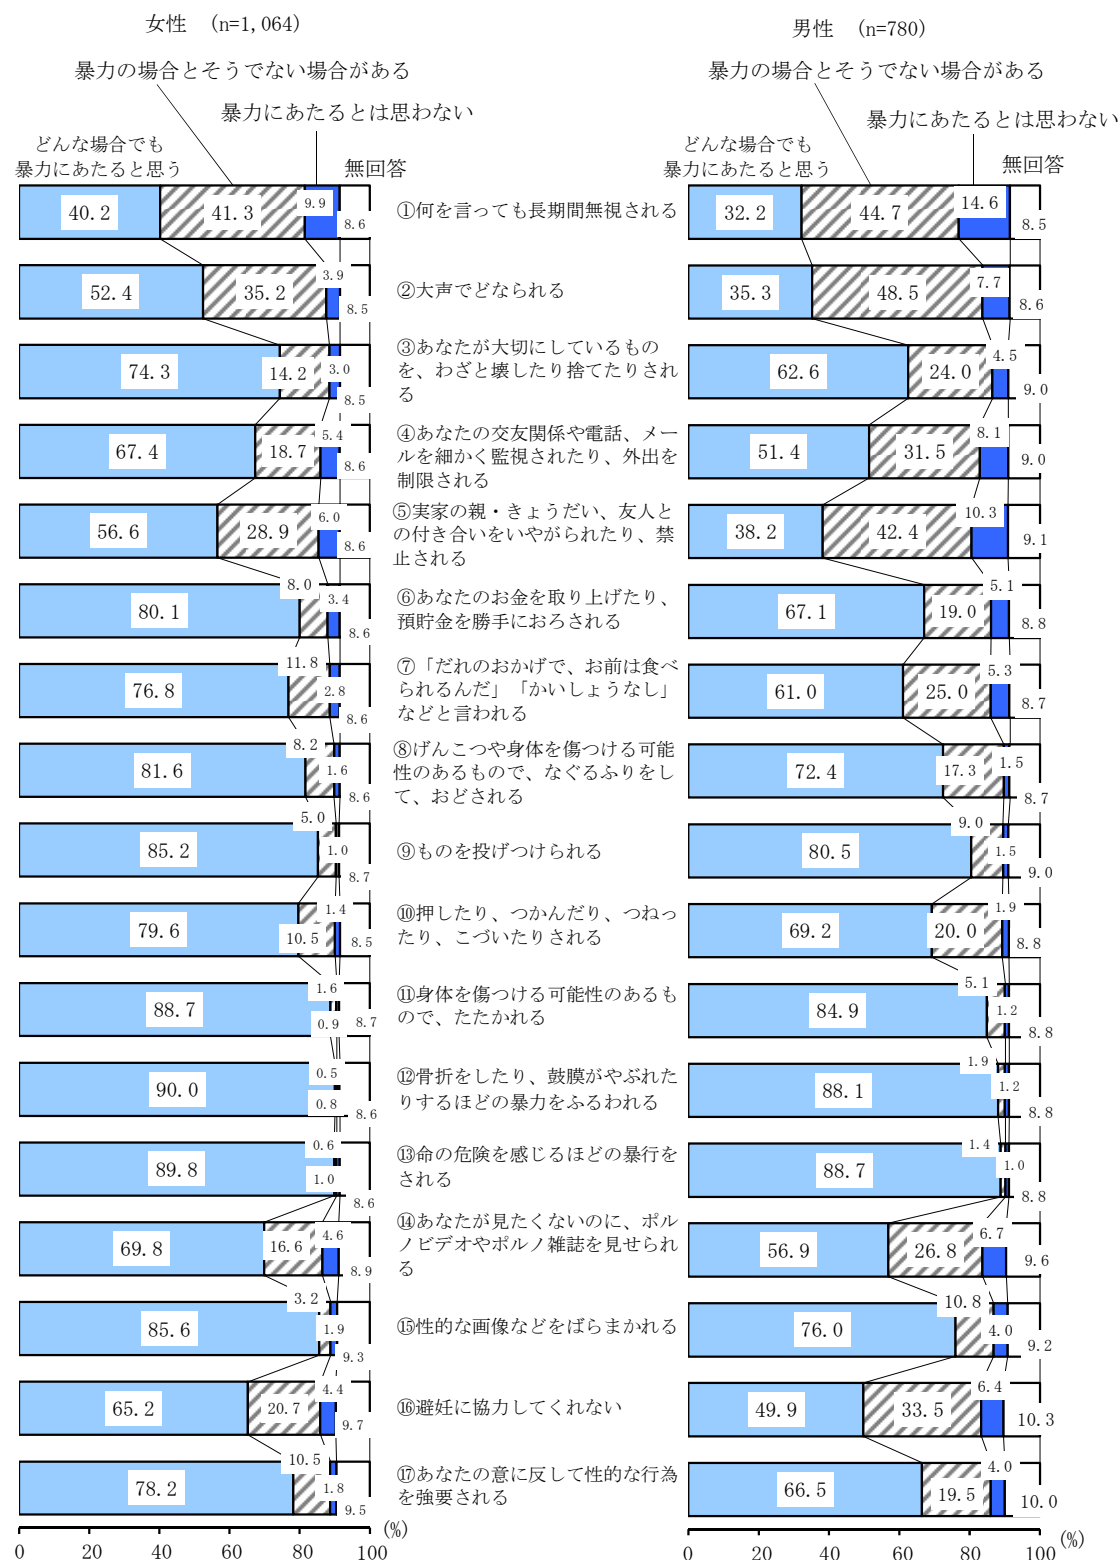 女性　(n=1,064)
男性　(n=780)
暴力の場合とそうでない場合がある
暴力の場合とそうでない場合がある
暴力にあたるとは思わない
暴力にあたるとは思わない
どんな場合でも
暴力にあたると思う
無回答
どんな場合でも
暴力にあたると思う
無回答
40.2 41.3 9.9 8.6
①何を言っても長期間無視される
32.2 44.7 14.6 8.5
52.4 35.2 3.9 8.5
②大声でどなられる
35.3 48.5 7.7 8.6
74.3 14.2 3.0 8.5
③あなたが大切にしているもの
を、わざと壊したり捨てたりされ
る
62.6 24.0 4.5 9.0
67.4 18.7 5.4 8.6
④あなたの交友関係や電話、メー
ルを細かく監視されたり、外出を
制限される
51.4 31.5 8.1 9.0
56.6 28.9 6.0 8.6
⑤実家の親・きょうだい、友人と
の付き合いをいやがられたり、禁
止される
38.2 42.4 10.3 9.1
80.1 8.0 3.4 8.6
⑥あなたのお金を取り上げたり、
預貯金を勝手におろされる
67.1 19.0 5.1 8.8
76.8 11.8 2.8 8.6
⑦「だれのおかげで、お前は食べ
られるんだ」「かいしょうなし」
などと言われる
61.0 25.0 5.3 8.7
81.6 8.2 1.6 8.6
⑧げんこつや身体を傷つける可能
性のあるもので、なぐるふりをし
て、おどされる
72.4 17.3 1.5 8.7
85.2 5.0 1.0 8.7
⑨ものを投げつけられる
80.5 9.0 1.5 9.0
79.6 10.5 1.4 8.5
⑩押したり、つかんだり、つねっ
たり、こづいたりされる
69.2 20.0 1.9 8.8
88.7 1.6 0.9 8.7
⑪身体を傷つける可能性のあるも
ので、たたかれる
84.9 5.1 1.2 8.8
90.0 0.5 0.8 8.6
⑫骨折をしたり、鼓膜がやぶれた
りするほどの暴力をふるわれる
88.1 1.9 1.2 8.8
89.8 0.6 1.0 8.6
⑬命の危険を感じるほどの暴行を
される
88.7 1.4 1.0 8.8
69.8 16.6 4.6 8.9
⑭あなたが見たくないのに、ポル
ノビデオやポルノ雑誌を見せられ
る
56.9 26.8 6.7 9.6
85.6 3.2 1.9 9.3
⑮性的な画像などをばらまかれる
76.0 10.8 4.0 9.2
65.2 20.7 4.4 9.7
⑯避妊に協力してくれない
49.9 33.5 6.4 10.3
78.2 10.5 1.8 9.5
⑰あなたの意に反して性的な行為
を強要される
66.5 19.5 4.0 10.0
0 20 40 60 80 100 (%)
0 20 40 60 80 100 (%)